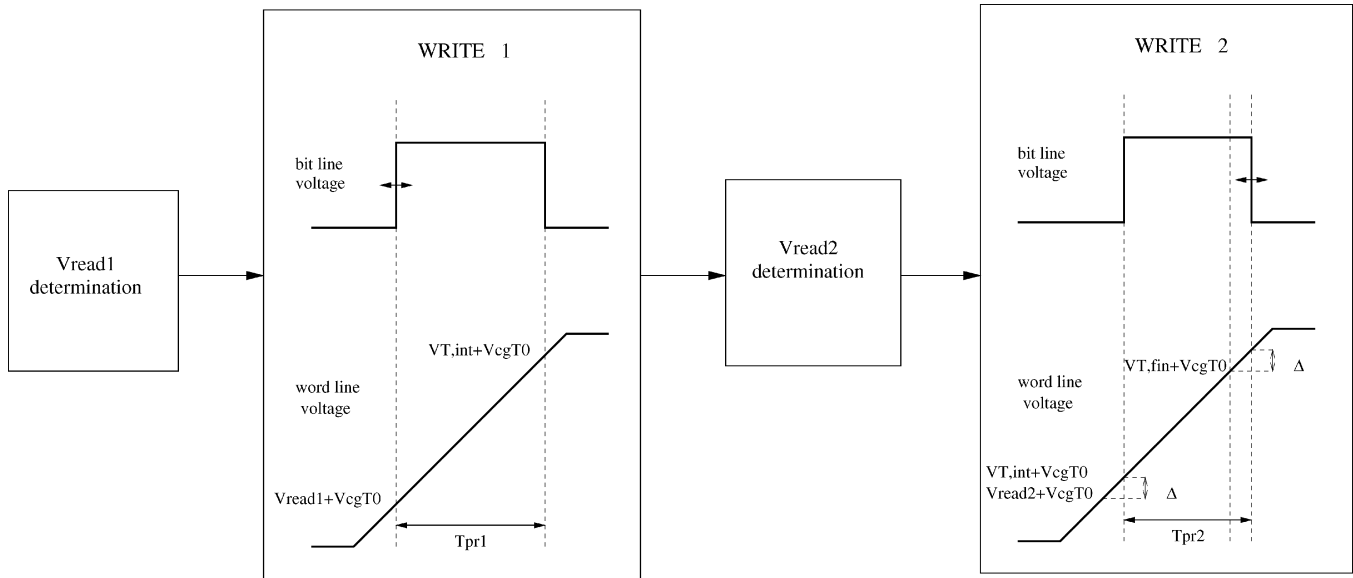 Vread1
determination
WRITE 1
bit line
voltage
VT,int+VcgT0
word line
voltage
Vread1+VcgT0
Tpr1
Vread2
determination
WRITE 2
bit line
voltage
VT,fin+VcgT0
Δ
word line
voltage
VT,int+VcgT0
Vread2+VcgT0
Δ
Tpr2